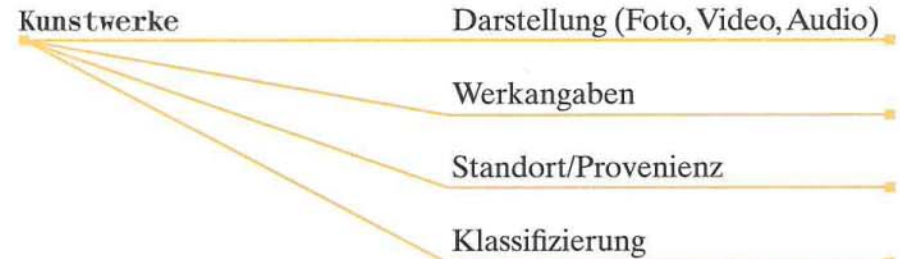 Kunstwerke
Darstellung (Foto, Video, Audio)
Werkangaben
Standort/Provenienz
Klassifizierung